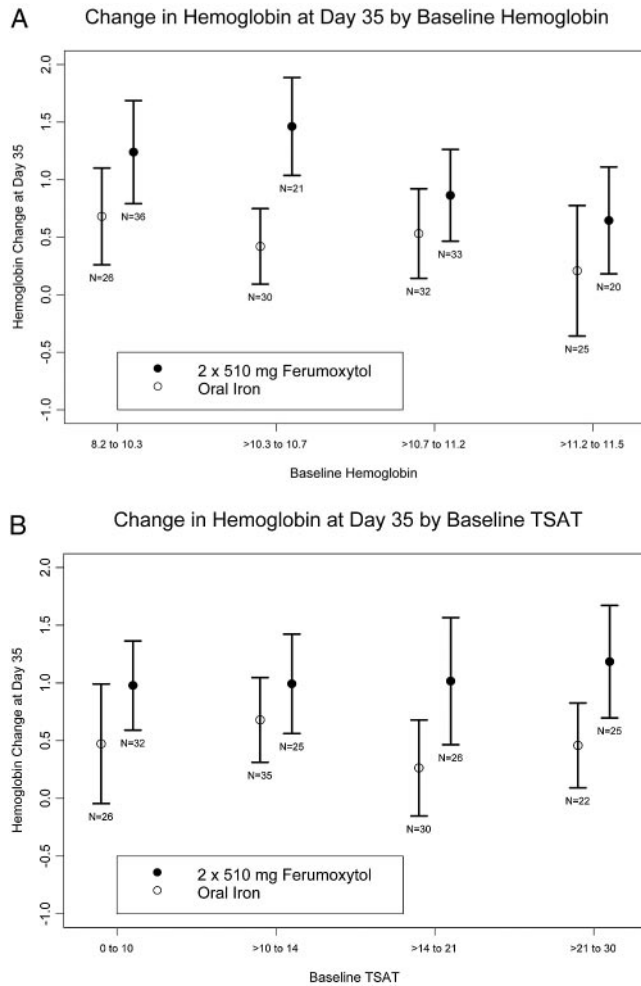 A
Change in Hemoglobin at Day 35 by Baseline Hemoglobin
Hemoglobin Change at Day 35
2.0
1.5
1.0
0.5
0.0
-0.5
-1.0
N=26
N=36
N=30
N=21
N=32
N=33
N=25
N=20
2 x 510 mg Ferumoxytol
Oral Iron
8.2 to 10.3
>10.3 to 10.7
>10.7 to 11.2
>11.2 to 11.5
Baseline Hemoglobin
B
Change in Hemoglobin at Day 35 by Baseline TSAT
Hemoglobin Change at Day 35
2.0
1.5
1.0
0.5
0.0
-0.5
-1.0
N=26
N=32
N=35
N=25
N=30
N=26
N=22
N=25
2 x 510 mg Ferumoxytol
Oral Iron
0 to 10
>10 to 14
>14 to 21
>21 to 30
Baseline TSAT